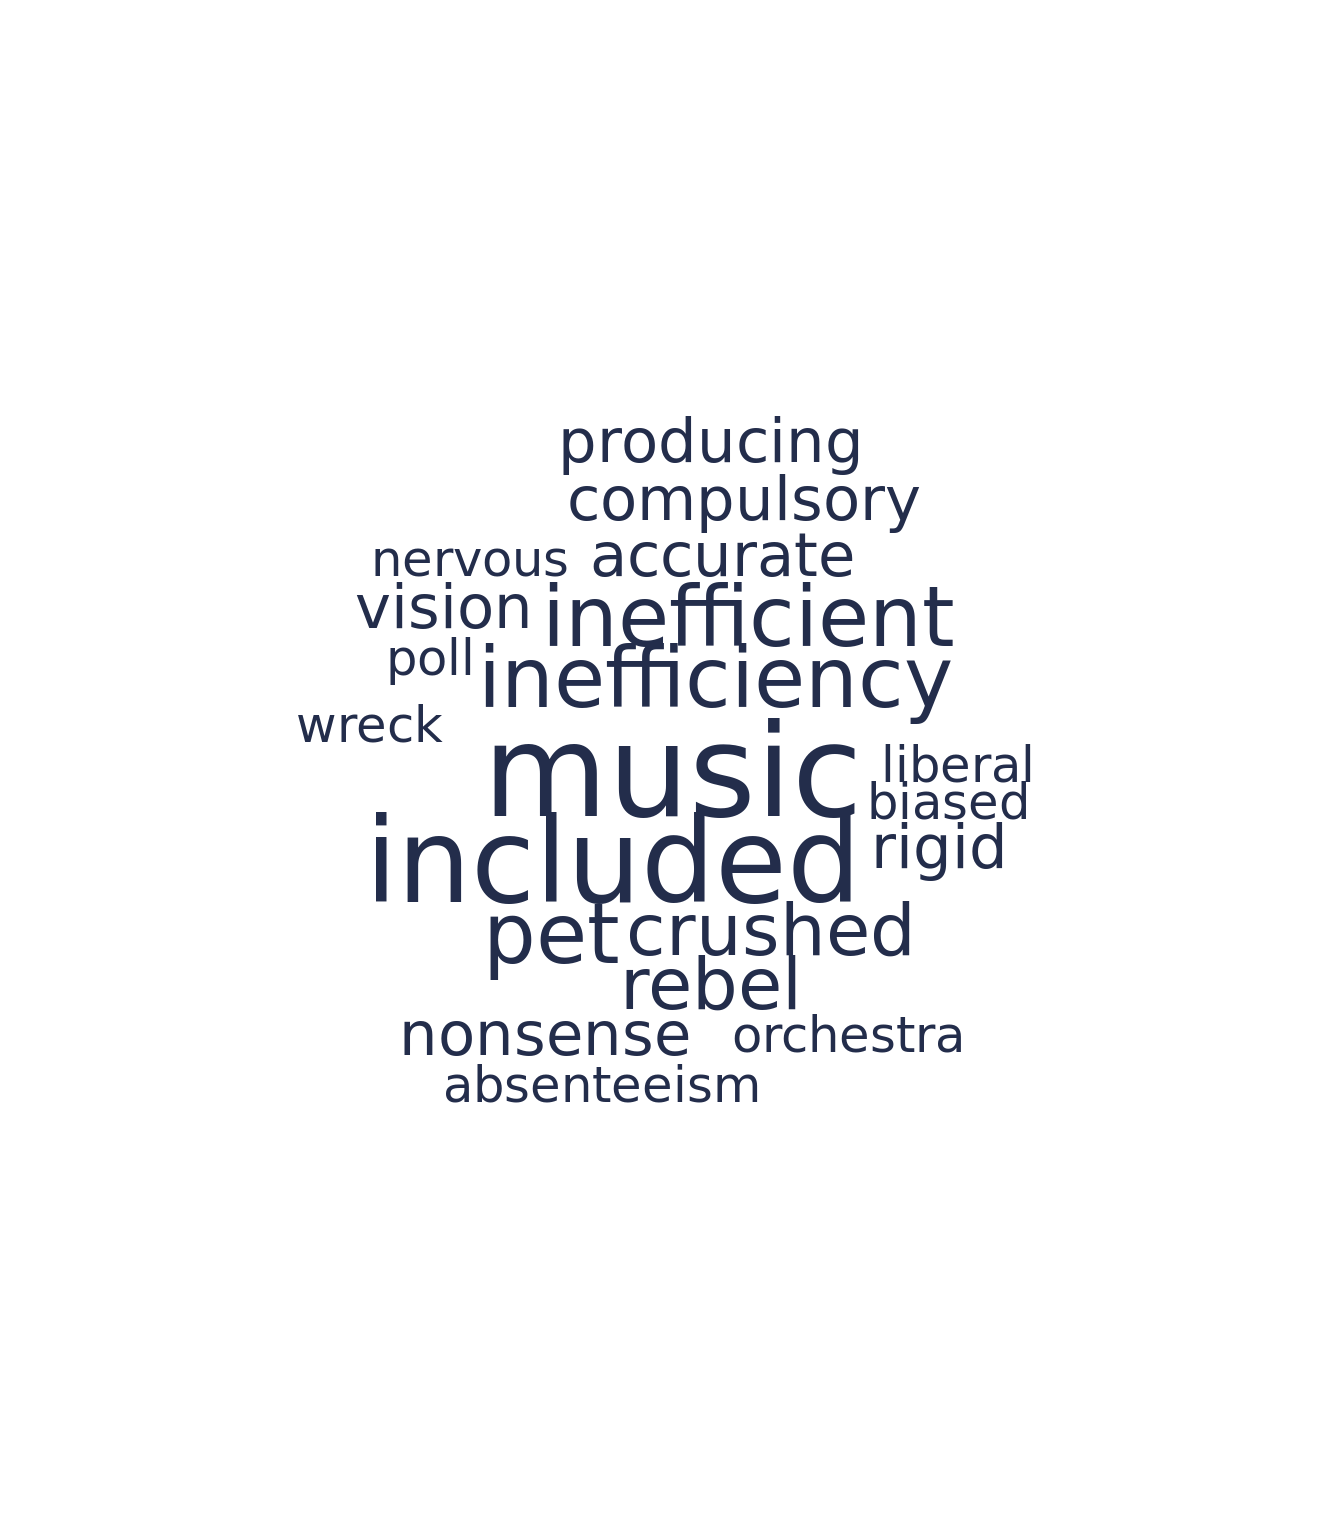 producing
compulsory
nervous accurate
vision inefficient
poll inefficiency
wreck
music liberal
biased
included rigid
pet crushed
rebel
nonsense orchestra
absenteeism